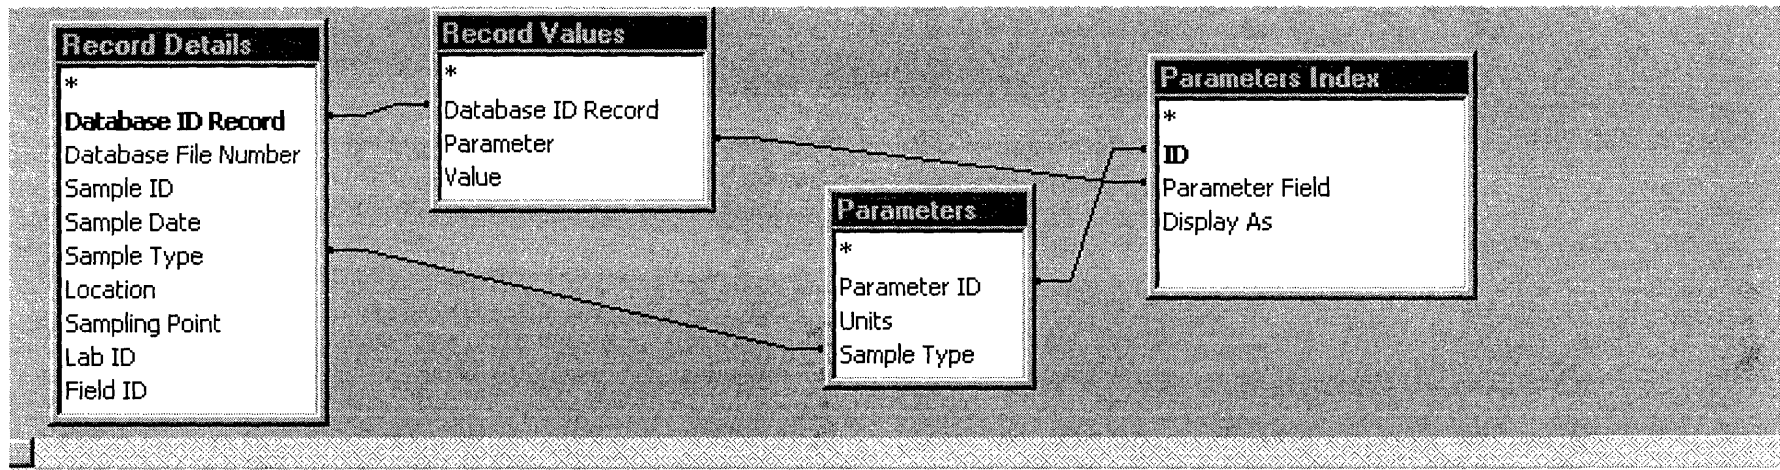 Record Details
*
Database ID Record
Database File Number
Sample ID
Sample Date
Sample Type
Location
Sampling Point
Lab ID
Field ID
Record Values
*
Database ID Record
Parameter
Value
Parameters
*
Parameter ID
Units
Sample Type
Parameters Index
*
ID
Parameter Field
Display As